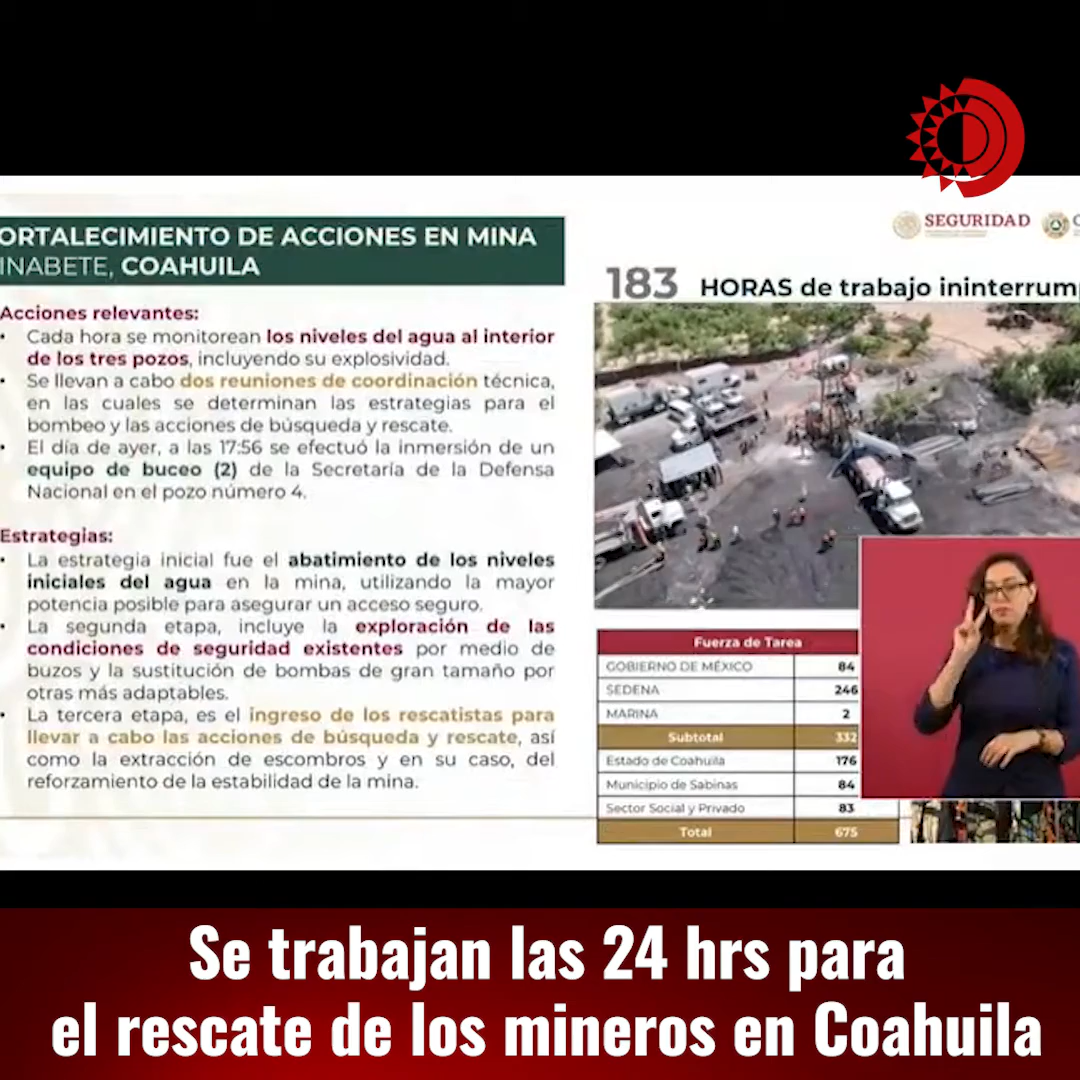 SEGURIDAD
ORTALECIMIENTO DE ACCIONES EN MINA
INABETE, COAHUILA
183 HORAS de trabajo ininterrump
Acciones relevantes:
• Cada hora se monitorean los niveles del agua al interior
de los tres pozos, incluyendo su explosividad.
• Se llevan a cabo dos reuniones de coordinación técnica,
en las cuales se determinan las estrategias para el
bombeo y las acciones de búsqueda y rescate.
• El día de ayer, a las 17:56 se efectuó la inmersión de un
equipo de buceo (2) de la Secretaría de la Defensa
Nacional en el pozo número 4.
Estrategias:
• La estrategia inicial fue el abatimiento de los niveles
iniciales del agua en la mina, utilizando la mayor
potencia posible para asegurar un acceso seguro.
• La segunda etapa, incluye la exploración de las
condiciones de seguridad existentes por medio de
buzos y la sustitución de bombas de gran tamaño por
otras más adaptables.
• La tercera etapa, es el ingreso de los rescatistas para
llevar a cabo las acciones de búsqueda y rescate, así
como la extracción de escombros y en su caso, del
reforzamiento de la estabilidad de la mina.
Fuerza de Tarea
GOBIERNO DE MÉXICO 84
SEDENA 246
MARINA 2
Subtotal 332
Estado de Coahuila 176
Municipio de Sabinas 84
Sector Social y Privado 83
Total 675
Se trabajan las 24 hrs para
el rescate de los mineros en Coahuila